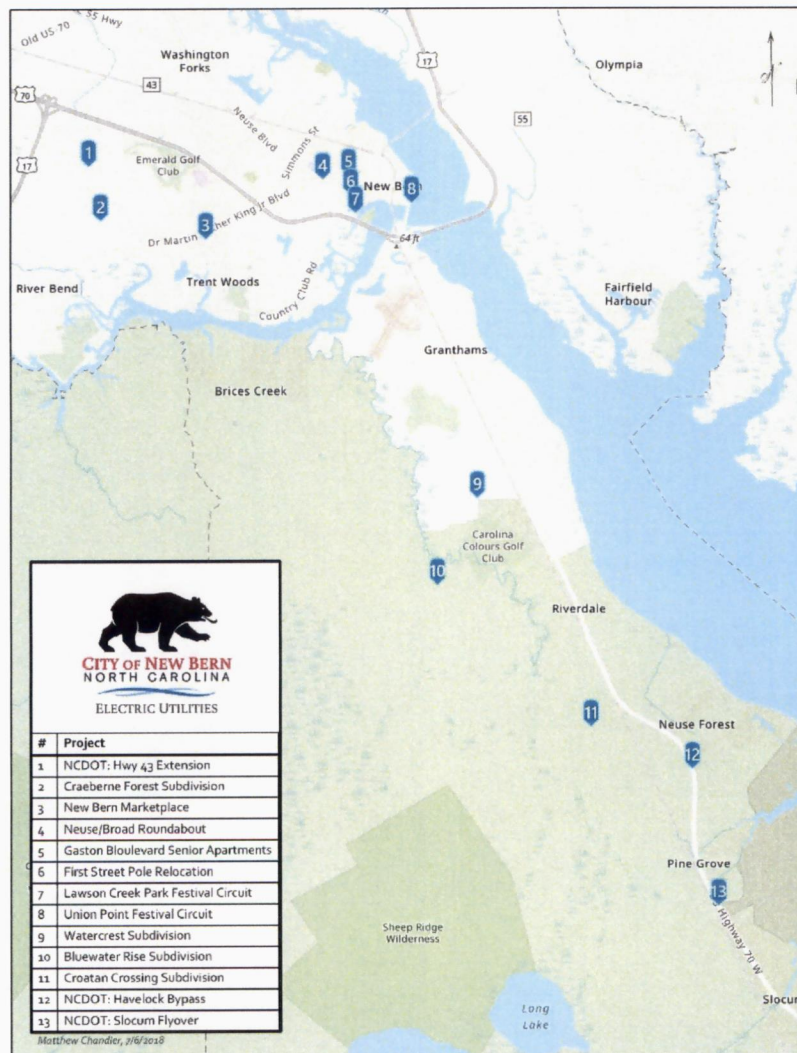 55 Hwy
Old US 70
Washington
Forks
17
Olympia
70
43
55
Neuse Blvd
Simmons St
17
1
Emerald Golf
Club
4
5
6
New Bern
8
2
7
3
Dr Martin Luther King Jr Blvd
64 ft
River Bend
Trent Woods
Country Club Rd
Fairfield
Harbour
Granthams
Brices Creek
9
Carolina
Colours Golf
Club
10
Riverdale
11
Neuse Forest
12
Pine Grove
13
Highway 70 W
Sheep Ridge
Wilderness
Long
Lake
CITY OF NEW BERN
NORTH CAROLINA
ELECTRIC UTILITIES
# Project
1 NCDOT: Hwy 43 Extension
2 Craeberne Forest Subdivision
3 New Bern Marketplace
4 Neuse/Broad Roundabout
5 Gaston Bloulevard Senior Apartments
6 First Street Pole Relocation
7 Lawson Creek Park Festival Circuit
8 Union Point Festival Circuit
9 Watercrest Subdivision
10 Bluewater Rise Subdivision
11 Croatan Crossing Subdivision
12 NCDOT: Havelock Bypass
13 NCDOT: Slocum Flyover
Matthew Chandler, 7/6/2018